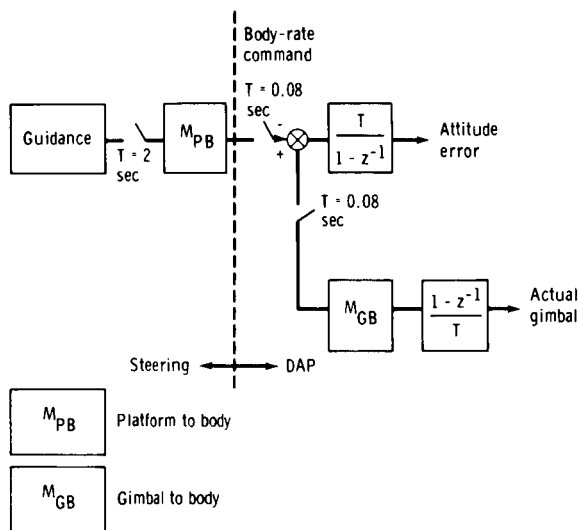 Body-rate
command
T = 0.08
sec
Guidance
T = 2
sec
M_PB
-
+
T
1 - z⁻¹
Attitude
error
T = 0.08
sec
M_GB
1 - z⁻¹
T
Actual
gimbal
Steering
DAP
M_PB
Platform to body
M_GB
Gimbal to body